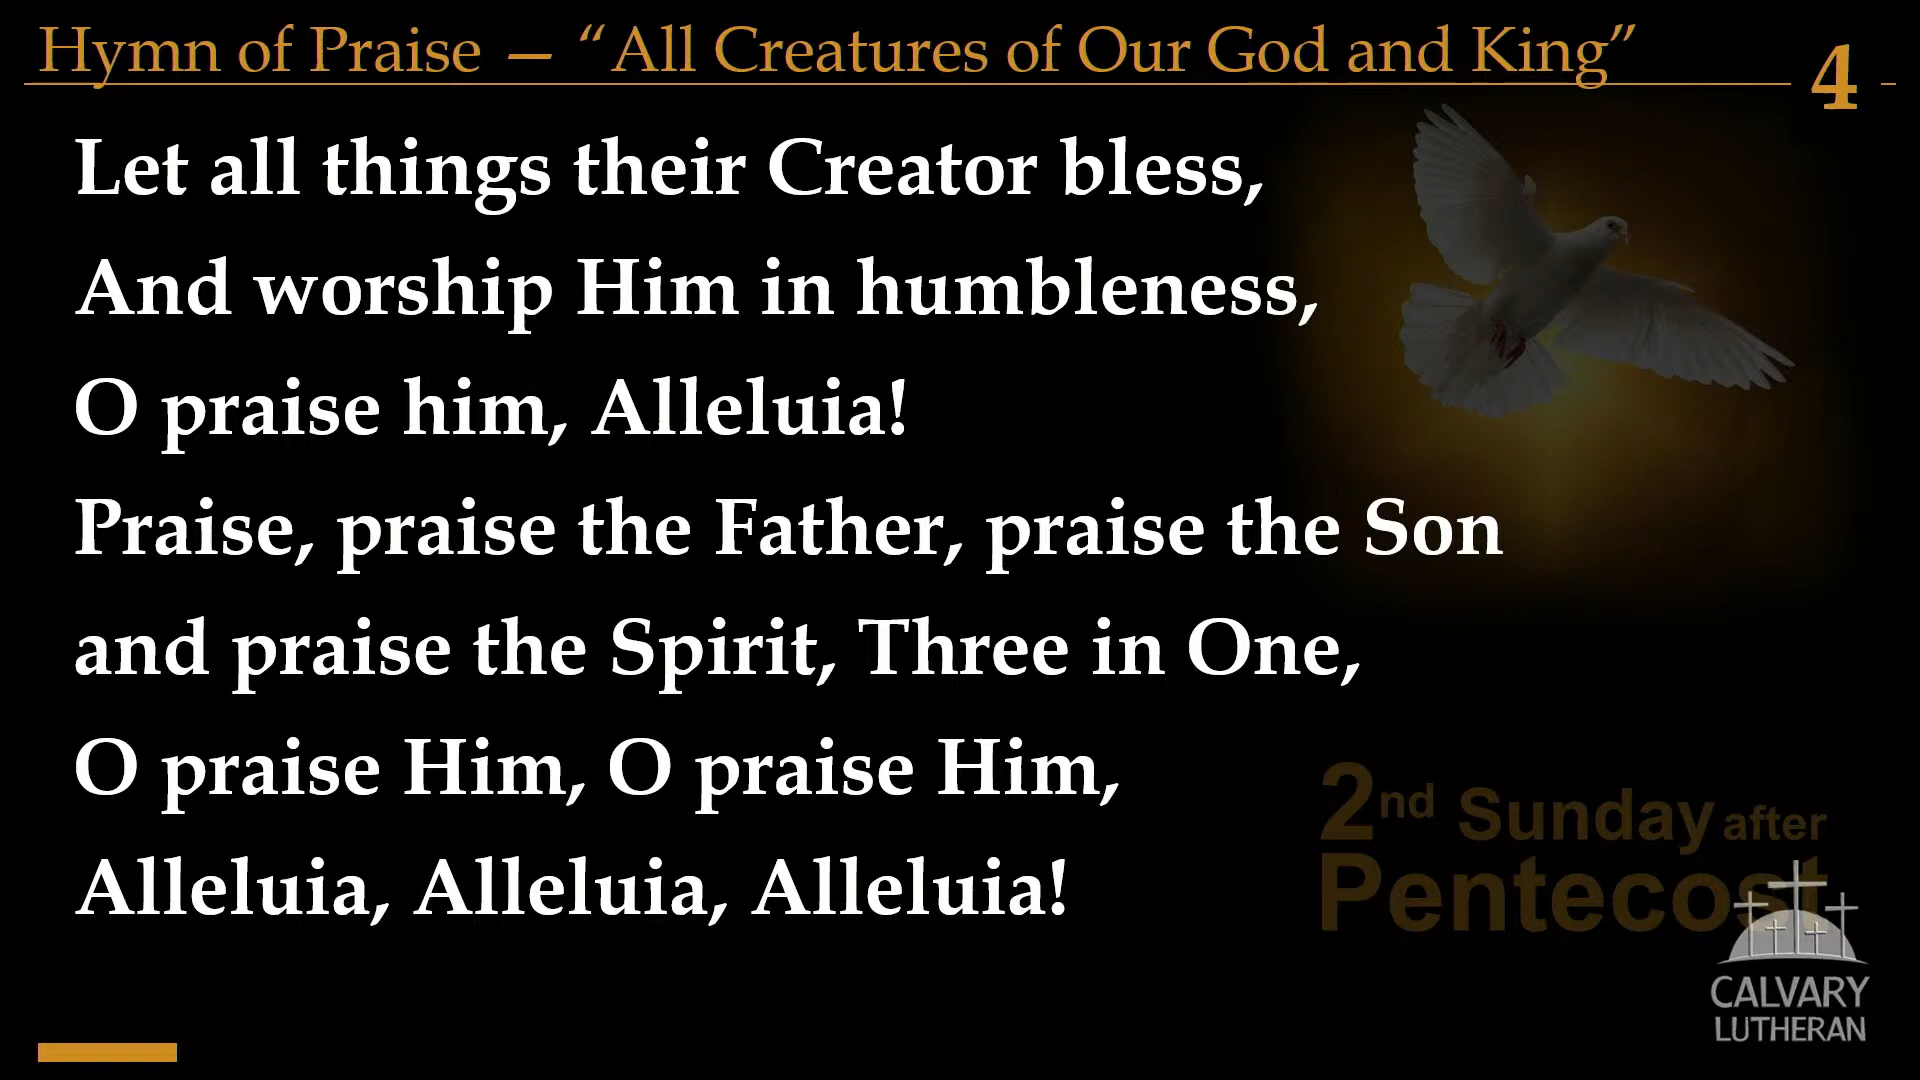 Hymn of Praise — “All Creatures of Our God and King”
4
Let all things their Creator bless,
And worship Him in humbleness,
O praise him, Alleluia!
Praise, praise the Father, praise the Son
and praise the Spirit, Three in One,
O praise Him, O praise Him,
Alleluia, Alleluia, Alleluia!
2nd Sunday after
Pentecost
CALVARY
LUTHERAN